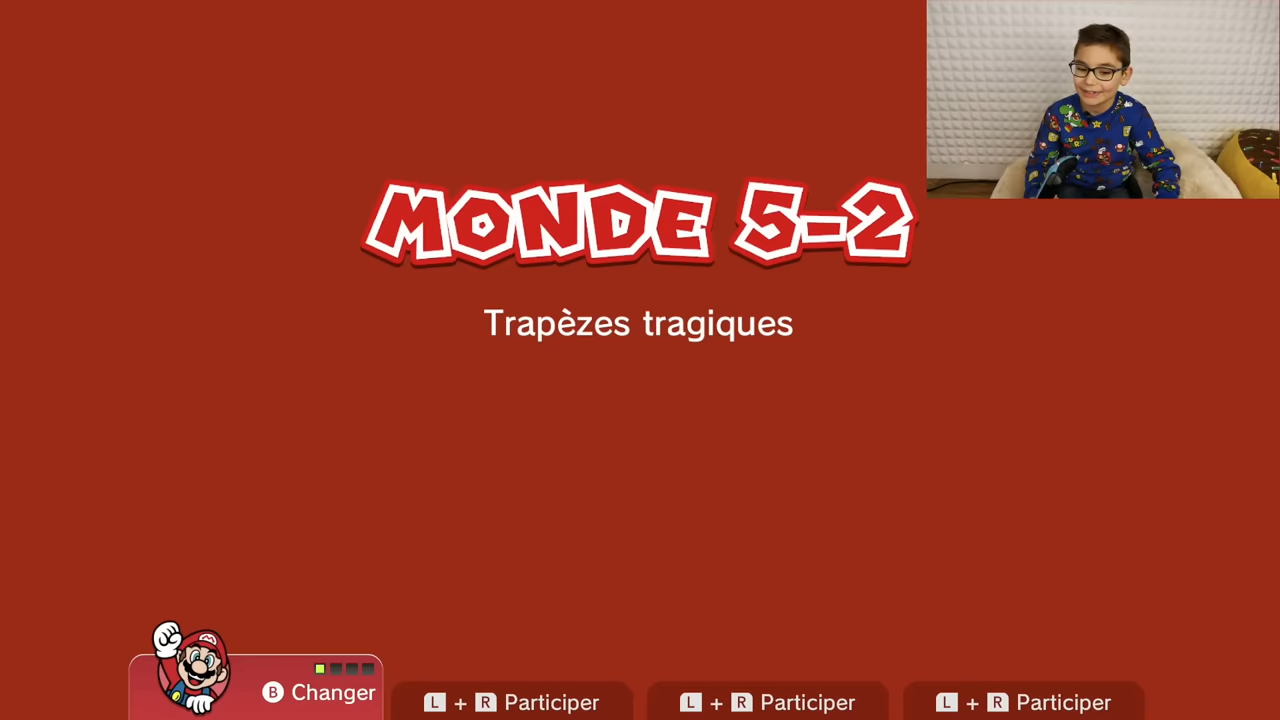 MONDE 5-2
Trapèzes tragiques
B Changer
L + R Participer
L + R Participer
L + R Participer